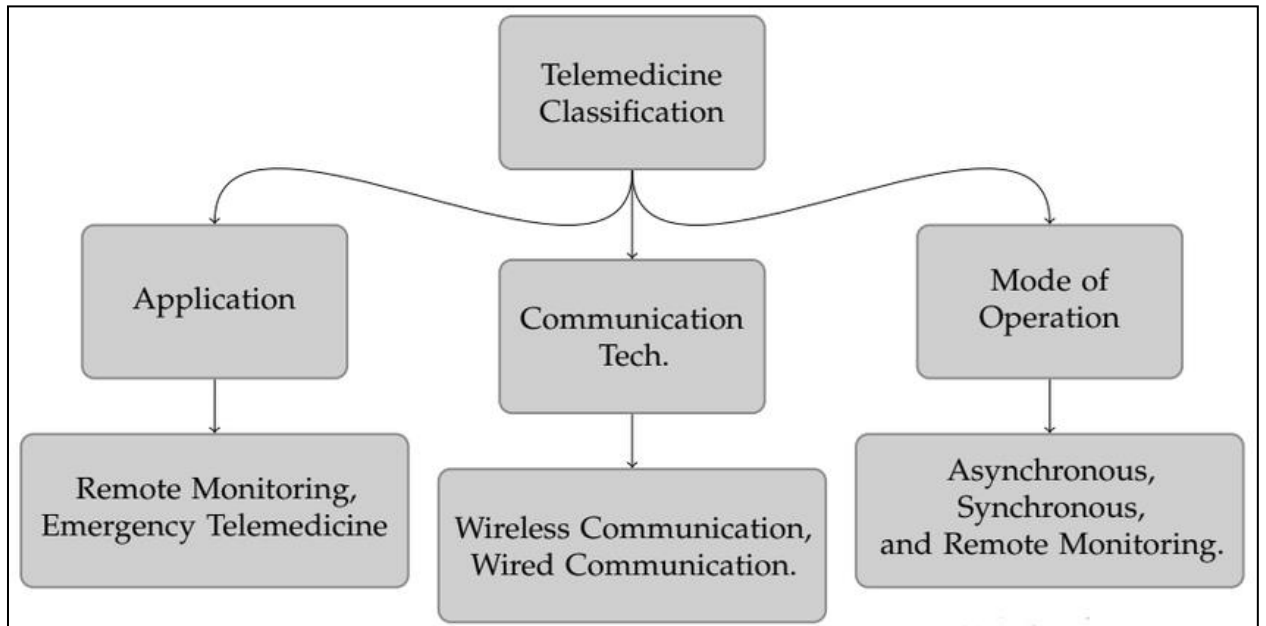 Telemedicine
Classification
Application
Communication
Tech.
Mode of
Operation
Remote Monitoring,
Emergency Telemedicine
Wireless Communication,
Wired Communication.
Asynchronous,
Synchronous,
and Remote Monitoring.